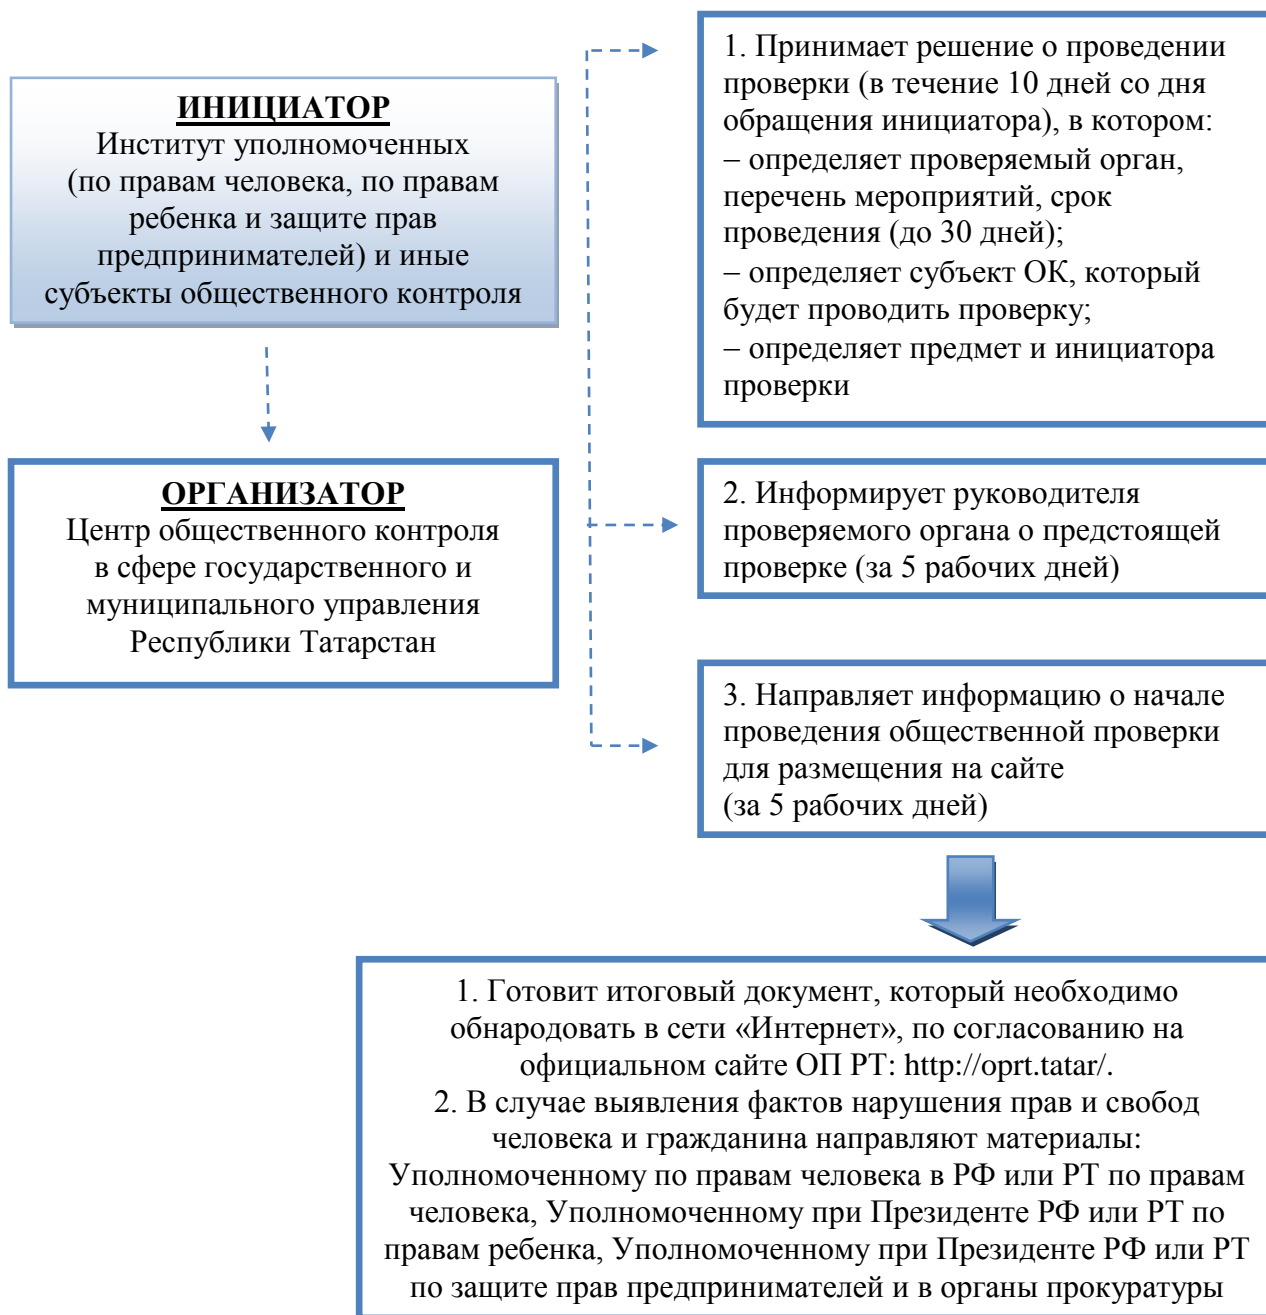 ИНИЦИАТОР
Институт уполномоченных
(по правам человека, по правам
ребенка и защите прав
предпринимателей) и иные
субъекты общественного контроля
ОРГАНИЗАТОР
Центр общественного контроля
в сфере государственного и
муниципального управления
Республики Татарстан
1. Принимает решение о проведении
проверки (в течение 10 дней со дня
обращения инициатора), в котором:
– определяет проверяемый орган,
перечень мероприятий, срок
проведения (до 30 дней);
– определяет субъект ОК, который
будет проводить проверку;
– определяет предмет и инициатора
проверки
2. Информирует руководителя
проверяемого органа о предстоящей
проверке (за 5 рабочих дней)
3. Направляет информацию о начале
проведения общественной проверки
для размещения на сайте
(за 5 рабочих дней)
1. Готовит итоговый документ, который необходимо
обнародовать в сети «Интернет», по согласованию на
официальном сайте ОП РТ: http://oprt.tatar/.
2. В случае выявления фактов нарушения прав и свобод
человека и гражданина направляют материалы:
Уполномоченному по правам человека в РФ или РТ по правам
человека, Уполномоченному при Президенте РФ или РТ по
правам ребенка, Уполномоченному при Президенте РФ или РТ
по защите прав предпринимателей и в органы прокуратуры